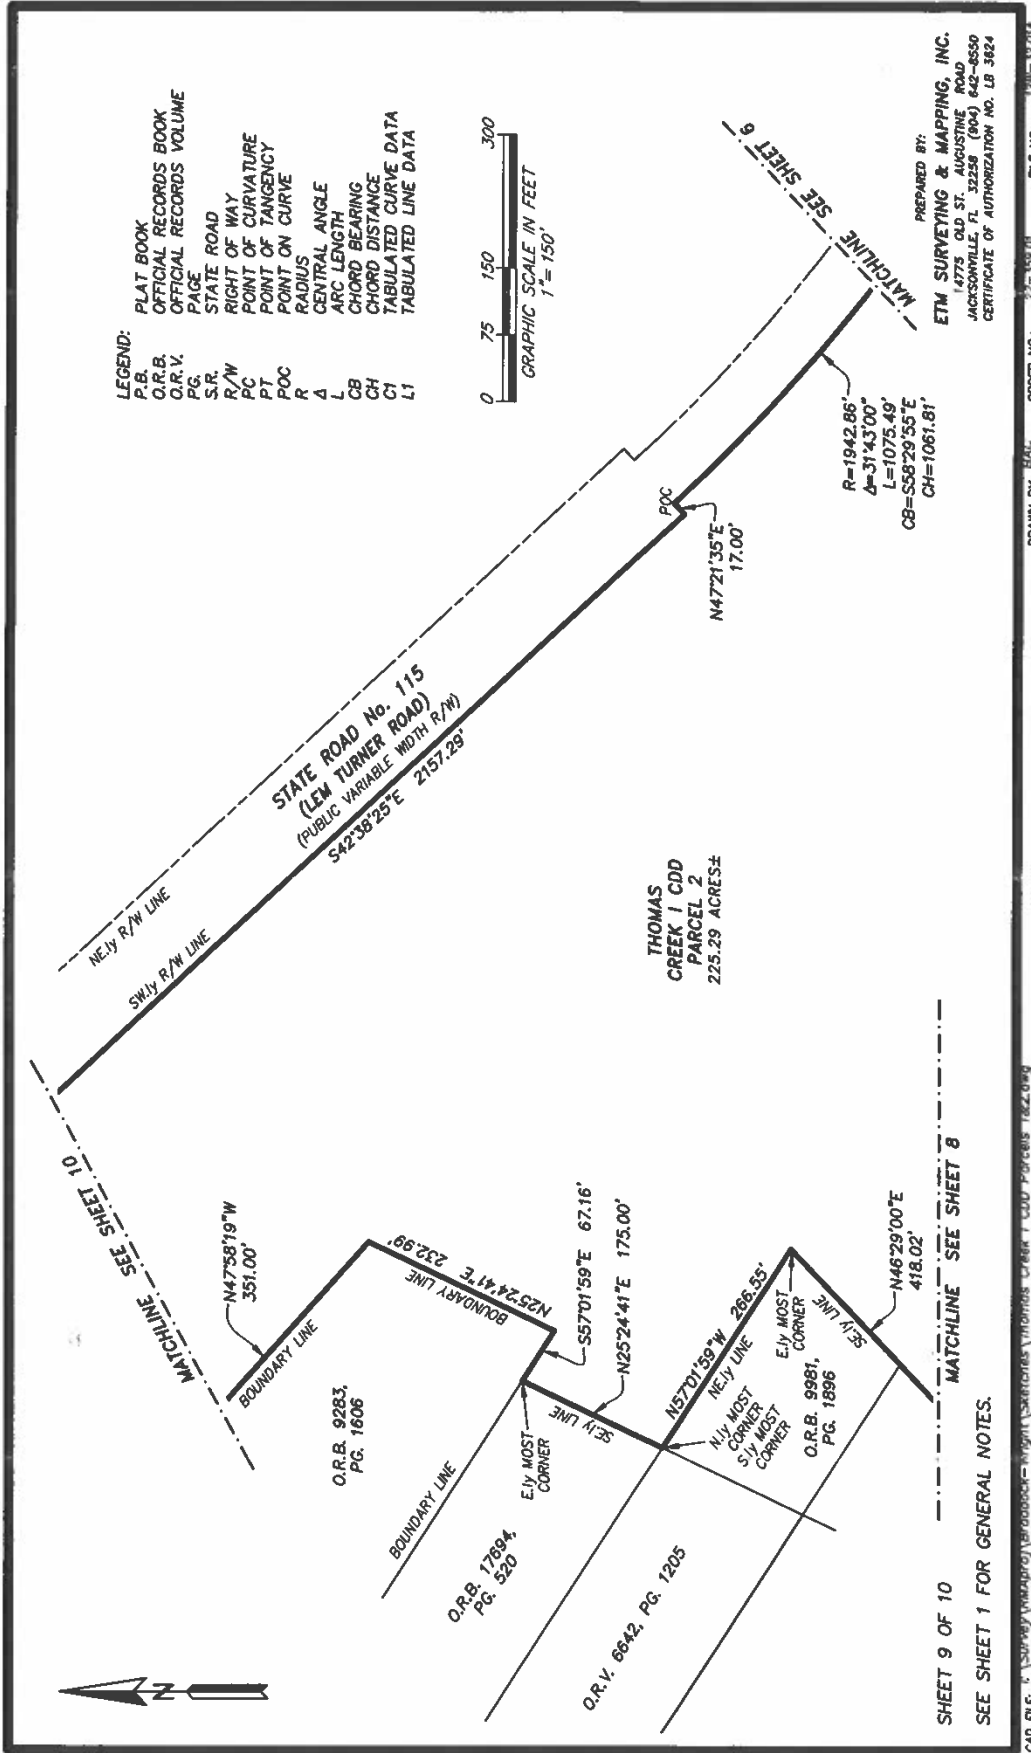 LEGEND:
P.B. PLAT BOOK
O.R.B. OFFICIAL RECORDS BOOK
O.R.V. OFFICIAL RECORDS VOLUME
PG. PAGE
S.R. STATE ROAD
R/W RIGHT OF WAY
PC POINT OF CURVATURE
PT POINT OF TANGENCY
POC POINT ON CURVE
R RADIUS
Δ CENTRAL ANGLE
L ARC LENGTH
CB CHORD BEARING
CH CHORD DISTANCE
C1 TABULATED CURVE DATA
L1 TABULATED LINE DATA
0 75 150 300
GRAPHIC SCALE IN FEET
1"= 150'
MATCHLINE SEE SHEET 10
NE.ly R/W LINE
SW.ly R/W LINE
STATE ROAD No. 115
(LEM TURNER ROAD)
(PUBLIC VARIABLE WIDTH R/W)
S42°38'25"E 2157.29'
POC
N47°21'35"E
17.00'
R=1942.86'
Δ=31°43'00"
L=1075.49'
CB=S58°29'55"E
CH=1061.81'
MATCHLINE SEE SHEET 6
N47°58'19"W
351.00'
BOUNDARY LINE
O.R.B. 9283,
PG. 1606
N25°24'41"E 232.99'
BOUNDARY LINE
S57°01'59"E 67.16'
N25°24'41"E 175.00'
BOUNDARY LINE
E.ly MOST
CORNER
SE.ly LINE
O.R.B. 17694,
PG. 520
N57°01'59"W 266.55'
NE.ly LINE
N.ly MOST
CORNER
S.ly MOST
CORNER
E.ly MOST
CORNER
O.R.B. 9981,
PG. 1896
SE.ly LINE
O.R.V. 6642, PG. 1205
N46°29'00"E
418.02'
THOMAS
CREEK I CDD
PARCEL 2
225.29 ACRES±
N
MATCHLINE SEE SHEET 8
SHEET 9 OF 10
SEE SHEET 1 FOR GENERAL NOTES.
PREPARED BY:
ETM SURVEYING & MAPPING, INC.
14775 OLD ST. AUGUSTINE ROAD
JACKSONVILLE, FL 32258 (904) 642-8550
CERTIFICATE OF AUTHORIZATION NO. LB 3624